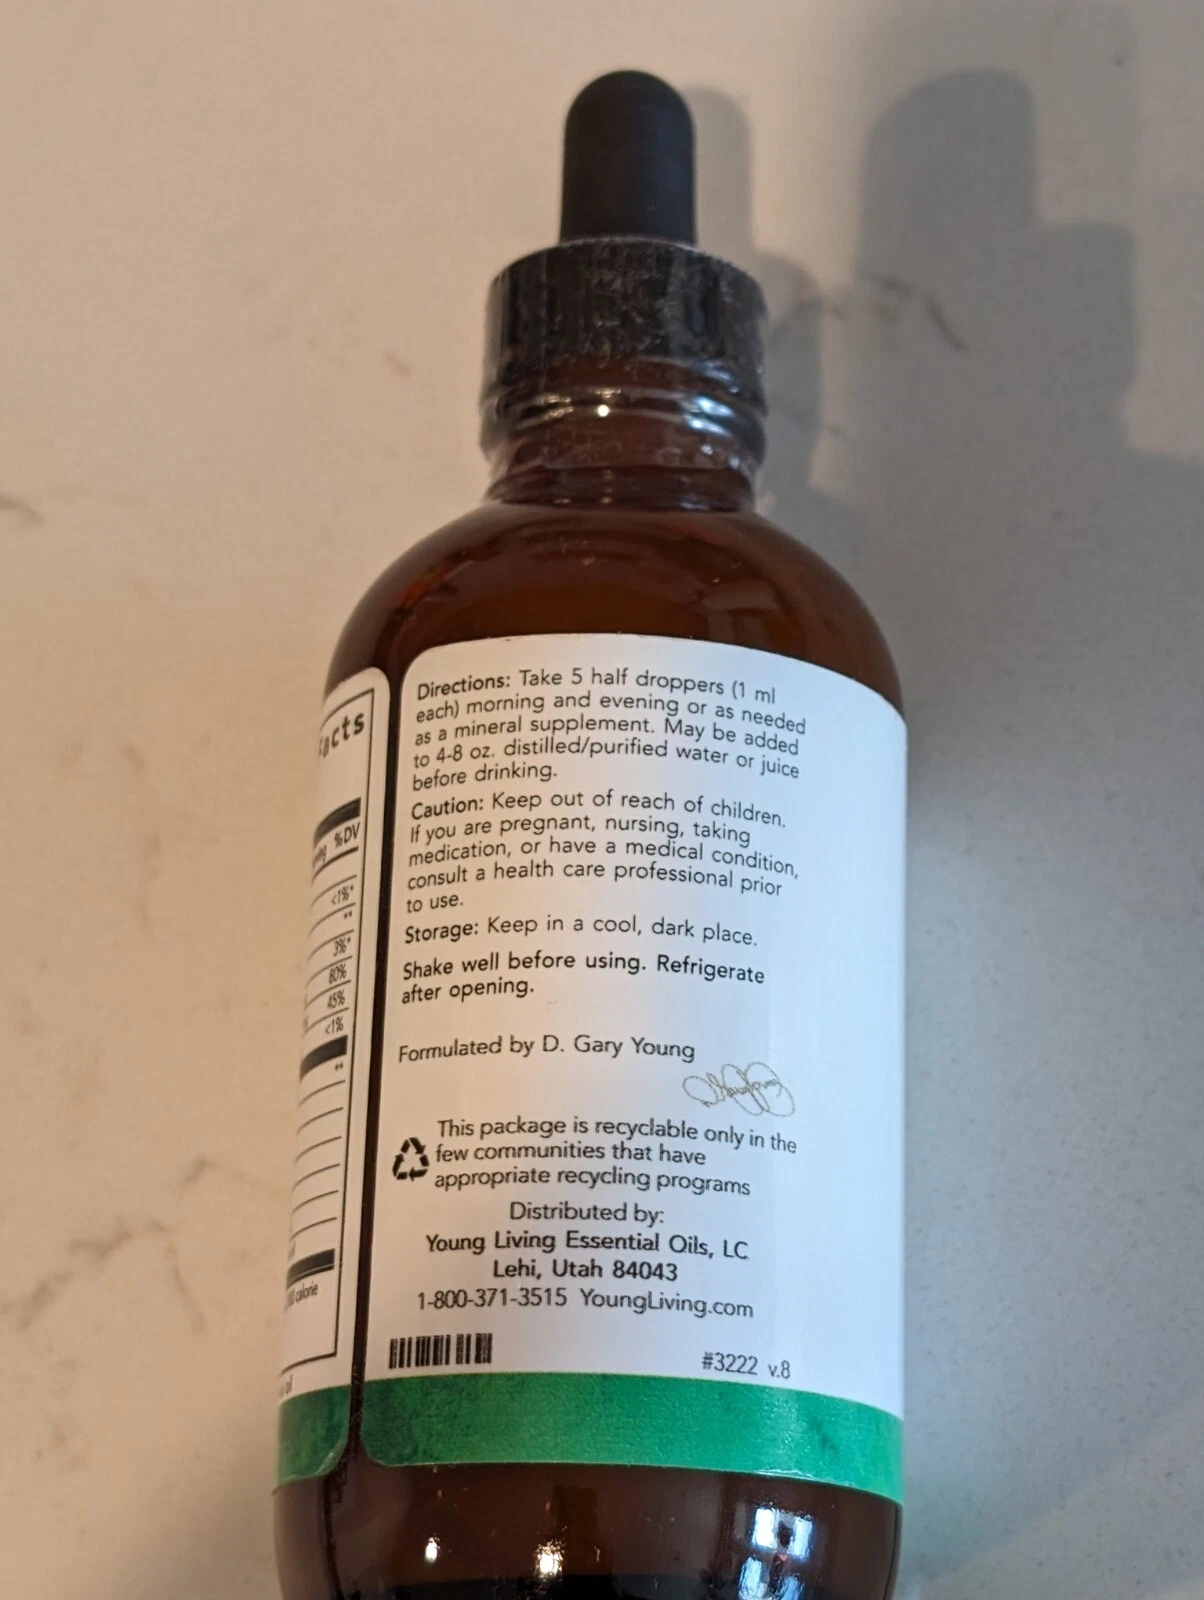 acts
%DV
<1%*
**
3%*
80%
45%
<1%
**
calorie
Directions: Take 5 half droppers (1 ml
each) morning and evening or as needed
as a mineral supplement. May be added
to 4-8 oz. distilled/purified water or juice
before drinking.
Caution: Keep out of reach of children.
If you are pregnant, nursing, taking
medication, or have a medical condition,
consult a health care professional prior
to use.
Storage: Keep in a cool, dark place.
Shake well before using. Refrigerate
after opening.
Formulated by D. Gary Young
This package is recyclable only in the
few communities that have
appropriate recycling programs
Distributed by:
Young Living Essential Oils, LC
Lehi, Utah 84043
1-800-371-3515 YoungLiving.com
#3222 v.8